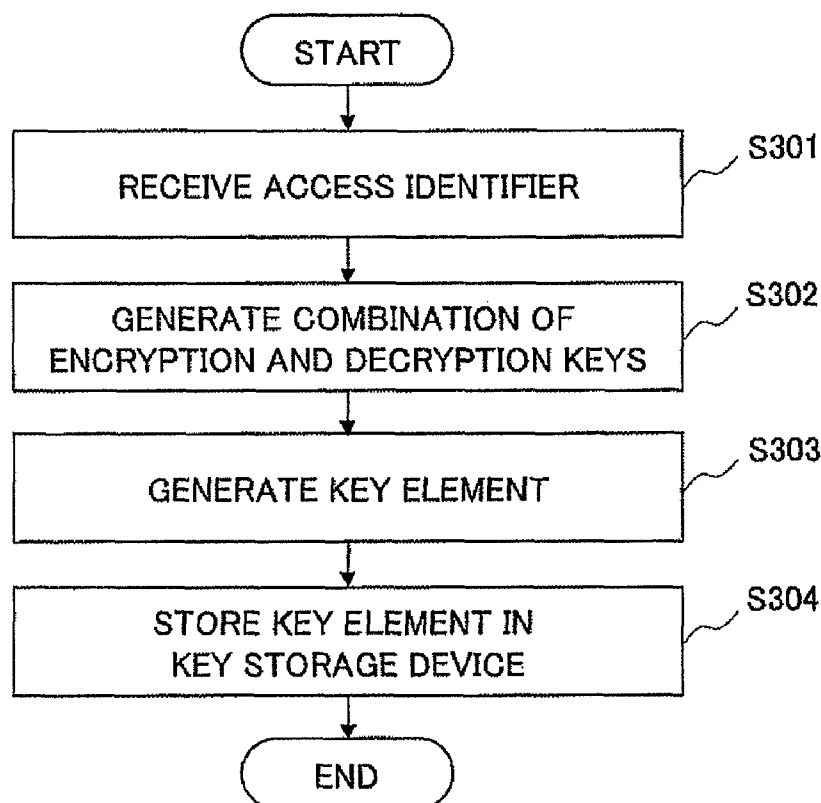 START
RECEIVE ACCESS IDENTIFIER
S301
GENERATE COMBINATION OF
ENCRYPTION AND DECRYPTION KEYS
S302
GENERATE KEY ELEMENT
S303
STORE KEY ELEMENT IN
KEY STORAGE DEVICE
S304
END